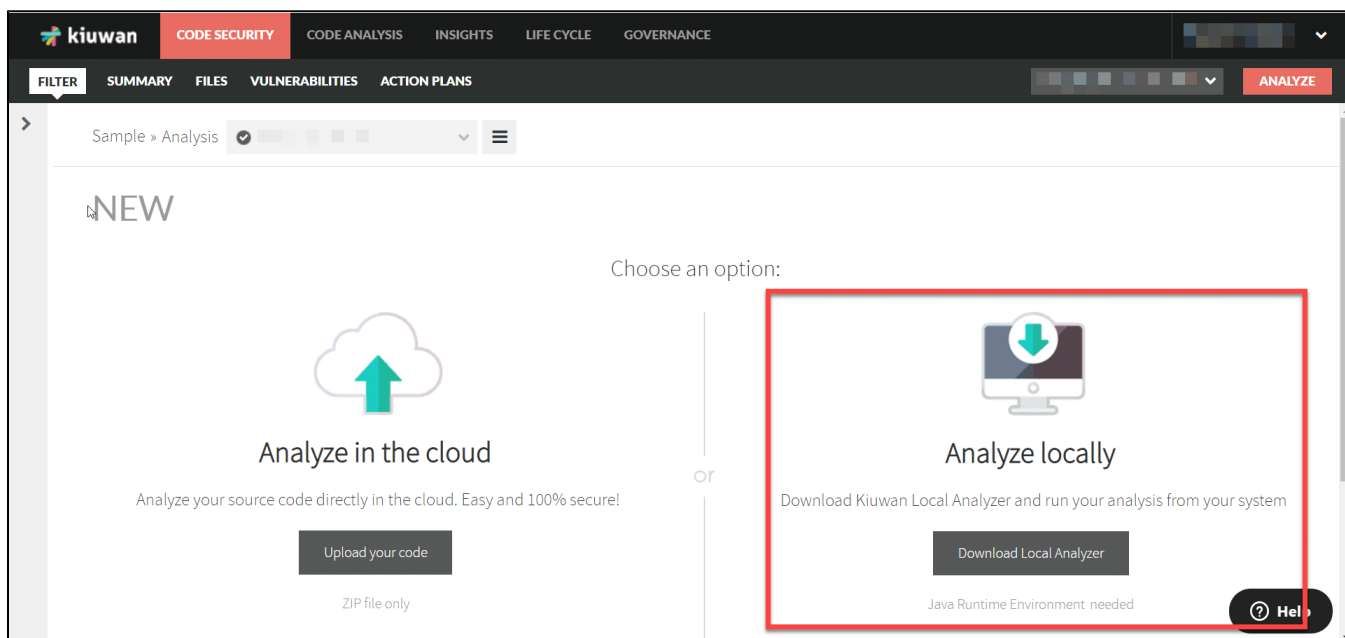 kiuwan CODE SECURITY CODE ANALYSIS INSIGHTS LIFE CYCLE GOVERNANCE
FILTER SUMMARY FILES VULNERABILITIES ACTION PLANS ANALYZE
Sample » Analysis
NEW
Choose an option:
Analyze in the cloud
Analyze your source code directly in the cloud. Easy and 100% secure!
Upload your code
ZIP file only
or
Analyze locally
Download Kiuwan Local Analyzer and run your analysis from your system
Download Local Analyzer
Java Runtime Environment needed
Help